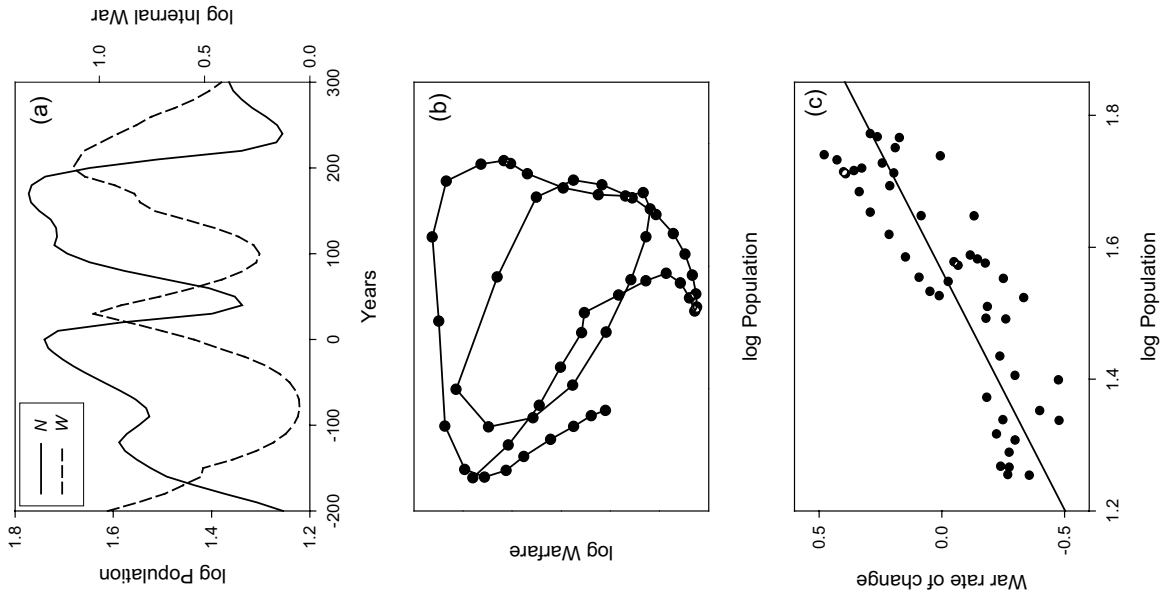 (a)
N
W
log Population
1.8
1.6
1.4
1.2
log Internal War
1.0
0.5
0.0
-200
-100
0
100
200
300
Years
(b)
log Warfare
log Population
(c)
War rate of change
0.5
0.0
-0.5
1.2
1.4
1.6
1.8
log Population